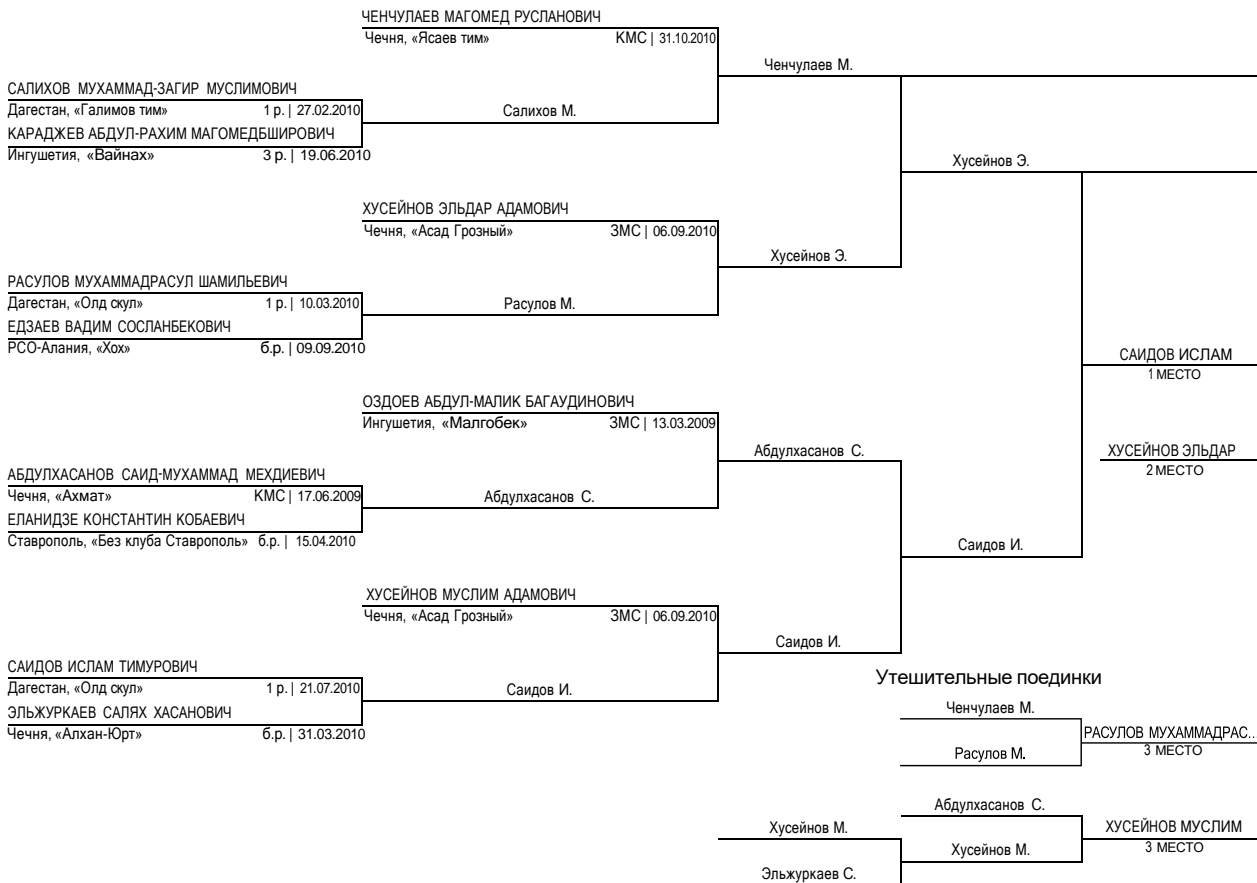 ЧЕНЧУЛАЕВ МАГОМЕД РУСЛАНОВИЧ
Чечня, «Ясаев тим» КМС | 31.10.2010
Ченчулаев М.
САЛИХОВ МУХАММАД-ЗАГИР МУСЛИМОВИЧ
Дагестан, «Галимов тим» 1 р. | 27.02.2010
Салихов М.
КАРАДЖЕВ АБДУЛ-РАХИМ МАГОМЕДБШИРОВИЧ
Ингушетия, «Вайнах» 3 р. | 19.06.2010
Хусейнов Э.
ХУСЕЙНОВ ЭЛЬДАР АДАМОВИЧ
Чечня, «Асад Грозный» ЗМС | 06.09.2010
Хусейнов Э.
РАСУЛОВ МУХАММАДРАСУЛ ШАМИЛЬЕВИЧ
Дагестан, «Олд скул» 1 р. | 10.03.2010
Расулов М.
ЕДЗАЕВ ВАДИМ СОСЛАНБЕКОВИЧ
РСО-Алания, «Хох» б.р. | 09.09.2010
САИДОВ ИСЛАМ
1 МЕСТО
ОЗДОЕВ АБДУЛ-МАЛИК БАГАУДИНОВИЧ
Ингушетия, «Малгобек» ЗМС | 13.03.2009
Абдулхасанов С.
ХУСЕЙНОВ ЭЛЬДАР
2 МЕСТО
АБДУЛХАСАНОВ САИД-МУХАММАД МЕХДИЕВИЧ
Чечня, «Ахмат» КМС | 17.06.2009
Абдулхасанов С.
ЕЛАНИДЗЕ КОНСТАНТИН КОБАЕВИЧ
Ставрополь, «Без клуба Ставрополь» б.р. | 15.04.2010
Саидов И.
ХУСЕЙНОВ МУСЛИМ АДАМОВИЧ
Чечня, «Асад Грозный» ЗМС | 06.09.2010
Саидов И.
САИДОВ ИСЛАМ ТИМУРОВИЧ
Дагестан, «Олд скул» 1 р. | 21.07.2010
Саидов И.
ЭЛЬЖУРКАЕВ САЛЯХ ХАСАНОВИЧ
Чечня, «Алхан-Юрт» б.р. | 31.03.2010
Утешительные поединки
Ченчулаев М.
РАСУЛОВ МУХАММАДРАС...
3 МЕСТО
Расулов М.
Абдулхасанов С.
Хусейнов М.
ХУСЕЙНОВ МУСЛИМ
3 МЕСТО
Хусейнов М.
Эльжуркаев С.